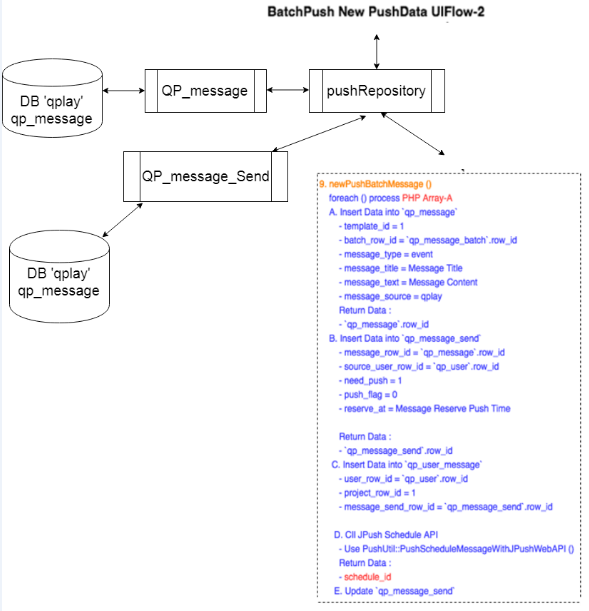 BatchPush New PushData UIFlow-2
DB 'qplay'
qp_message
QP_message
pushRepository
QP_message_Send
DB 'qplay'
qp_message
9. newPushBatchMessage ()
foreach () process PHP Array-A
A. Insert Data into `qp_message`
- template_id = 1
- batch_row_id = `qp_message_batch`.row_id
- message_type = event
- message_title = Message Title
- message_text = Message Content
- message_source = qplay
Return Data :
- `qp_message`.row_id
B. Insert Data into `qp_message_send`
- message_row_id = `qp_message`.row_id
- source_user_row_id = `qp_user`.row_id
- need_push = 1
- push_flag = 0
- reserve_at = Message Reserve Push Time
Return Data :
- `qp_message_send`.row_id
C. Insert Data into `qp_user_message`
- user_row_id = `qp_user`.row_id
- project_row_id = 1
- message_send_row_id = `qp_message_send`.row_id
D. Cll JPush Schedule API
- Use PushUtil::PushScheduleMessageWithJPushWebAPI ()
Return Data :
- schedule_id
E. Update `qp_message_send`